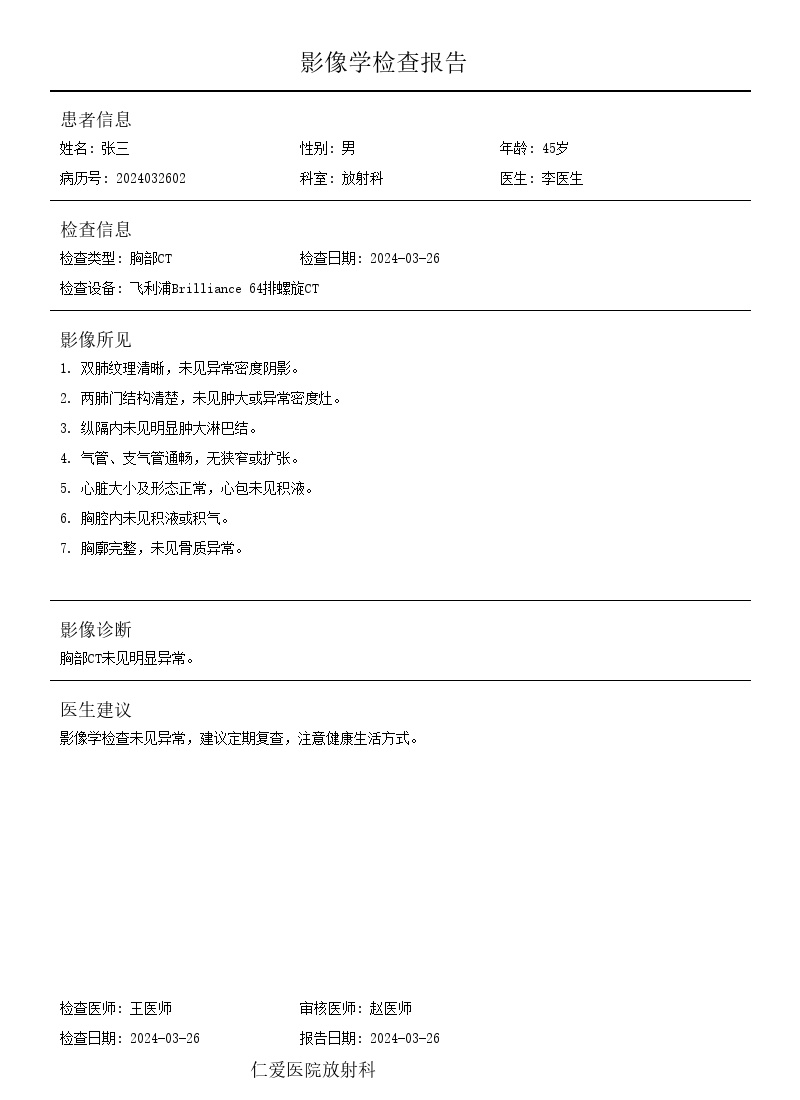 影像学检查报告
患者信息
姓名: 张三 性别: 男 年龄: 45岁
病历号: 2024032602 科室: 放射科 医生: 李医生
检查信息
检查类型: 胸部CT 检查日期: 2024-03-26
检查设备: 飞利浦Brilliance 64排螺旋CT
影像所见
1. 双肺纹理清晰，未见异常密度阴影。
2. 两肺门结构清楚，未见肿大或异常密度灶。
3. 纵隔内未见明显肿大淋巴结。
4. 气管、支气管通畅，无狭窄或扩张。
5. 心脏大小及形态正常，心包未见积液。
6. 胸腔内未见积液或积气。
7. 胸廓完整，未见骨质异常。
影像诊断
胸部CT未见明显异常。
医生建议
影像学检查未见异常，建议定期复查，注意健康生活方式。
检查医师: 王医师 审核医师: 赵医师
检查日期: 2024-03-26 报告日期: 2024-03-26
仁爱医院放射科